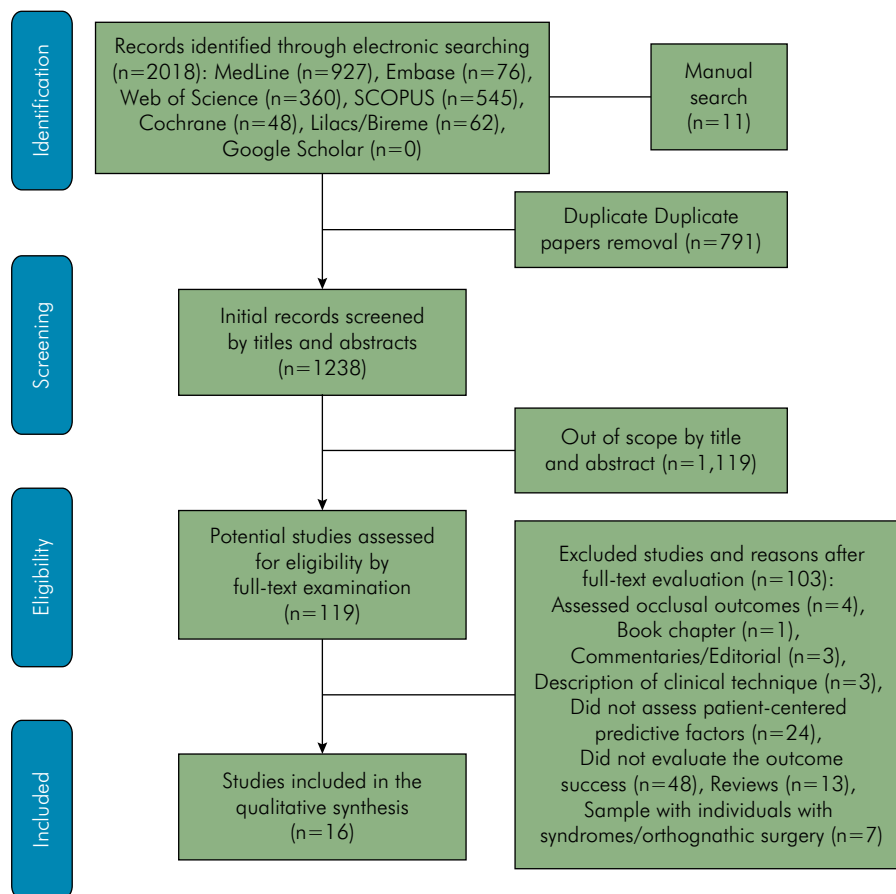 Identification
Records identified through electronic searching
(n=2018): MedLine (n=927), Embase (n=76),
Web of Science (n=360), SCOPUS (n=545),
Cochrane (n=48), Lilacs/Bireme (n=62),
Google Scholar (n=0)
Manual
search
(n=11)
Duplicate Duplicate
papers removal (n=791)
Screening
Initial records screened
by titles and abstracts
(n=1238)
Out of scope by title
and abstract (n=1,119)
Eligibility
Potential studies assessed
for eligibility by
full-text examination
(n=119)
Excluded studies and reasons after
full-text evaluation (n=103):
Assessed occlusal outcomes (n=4),
Book chapter (n=1),
Commentaries/Editorial (n=3),
Description of clinical technique (n=3),
Did not assess patient-centered
predictive factors (n=24),
Did not evaluate the outcome
success (n=48), Reviews (n=13),
Sample with individuals with
syndromes/orthognathic surgery (n=7)
Included
Studies included in the
qualitative synthesis
(n=16)